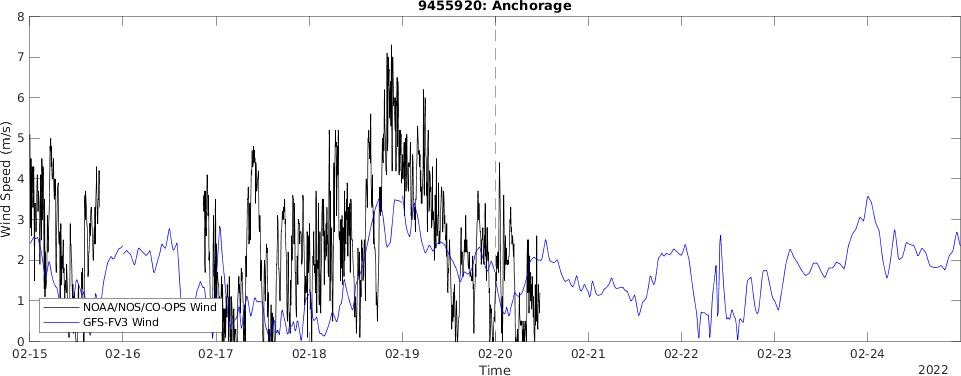 9455920: Anchorage
8
7
6
5
4
3
2
1
0
Wind Speed (m/s)
NOAA/NOS/CO-OPS Wind
GFS-FV3 Wind
02-15 02-16 02-17 02-18 02-19 02-20 02-21 02-22 02-23 02-24
Time
2022